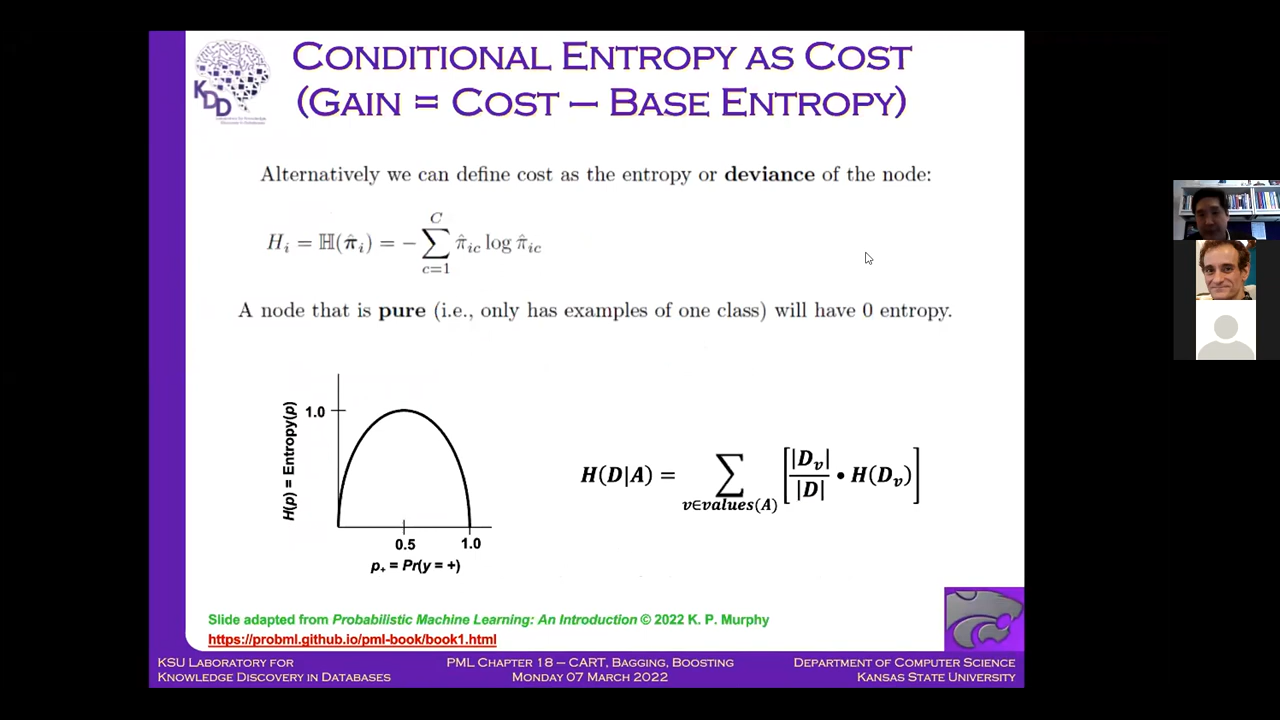 CONDITIONAL ENTROPY AS COST
(GAIN = COST – BASE ENTROPY)
KDD
Alternatively we can define cost as the entropy or deviance of the node:
H_i = ℍ(π̂_i) = − ∑_{c=1}^{C} π̂_{ic} log π̂_{ic}
A node that is pure (i.e., only has examples of one class) will have 0 entropy.
H(p) = Entropy(p)
1.0
0.5
1.0
p₊ = Pr(y = +)
H(D|A) = ∑_{v∈values(A)} [|D_v|/|D| • H(D_v)]
Slide adapted from Probabilistic Machine Learning: An Introduction © 2022 K. P. Murphy
https://probml.github.io/pml-book/book1.html
KSU LABORATORY FOR
KNOWLEDGE DISCOVERY IN DATABASES
PML CHAPTER 18 – CART, BAGGING, BOOSTING
MONDAY 07 MARCH 2022
DEPARTMENT OF COMPUTER SCIENCE
KANSAS STATE UNIVERSITY